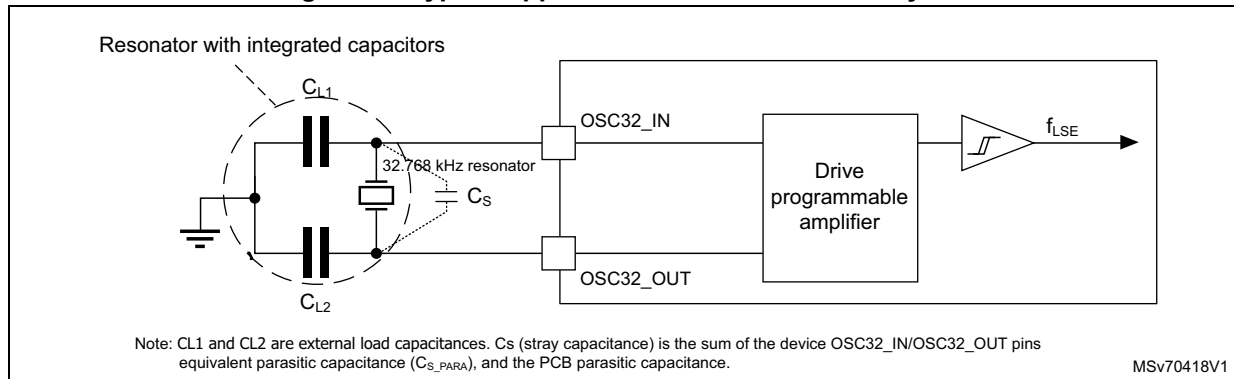 Resonator with integrated capacitors
CL1
OSC32_IN
fLSE
32.768 kHz resonator
Drive
programmable
amplifier
CS
OSC32_OUT
CL2
Note: CL1 and CL2 are external load capacitances. Cs (stray capacitance) is the sum of the device OSC32_IN/OSC32_OUT pins
equivalent parasitic capacitance (CS_PARA), and the PCB parasitic capacitance.
MSv70418V1